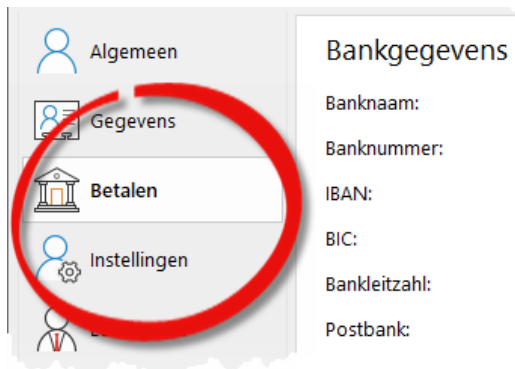 Algemeen
Gegevens
Betalen
Instellingen
Bankgegevens
Banknaam:
Banknummer:
IBAN:
BIC:
Bankleitzahl:
Postbank: